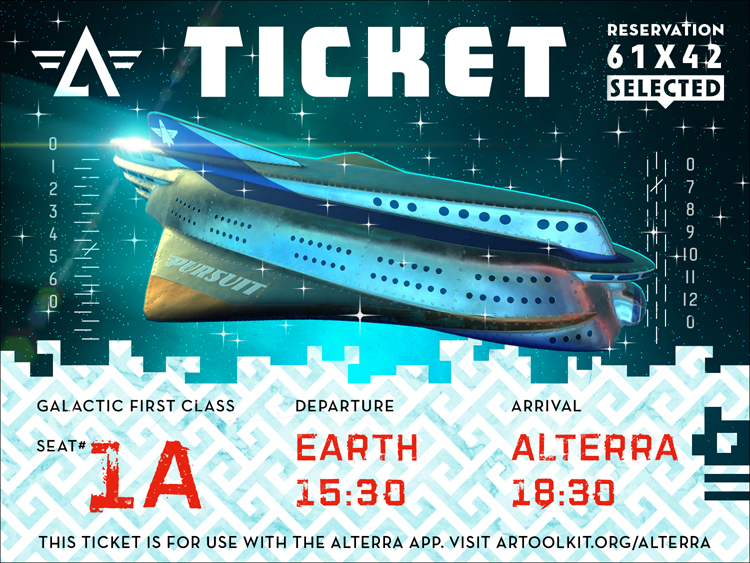 TICKET
RESERVATION
61X42
SELECTED
0
1
2
3
4
5
6
0
0
7
8
9
10
11
12
0
PURSUIT
GALACTIC FIRST CLASS
SEAT# 1A
DEPARTURE
EARTH
15:30
ARRIVAL
ALTERRA
18:30
THIS TICKET IS FOR USE WITH THE ALTERRA APP. VISIT ARTOOLKIT.ORG/ALTERRA